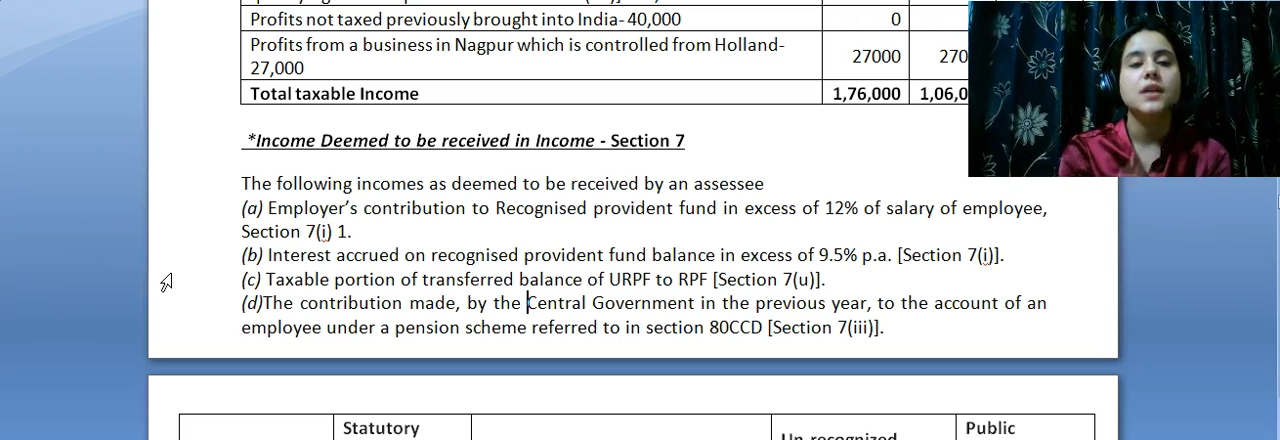 Profits not taxed previously brought into India- 40,000 0
Profits from a business in Nagpur which is controlled from Holland- 27000 270
27,000
Total taxable Income 1,76,000 1,06,0
*Income Deemed to be received in Income - Section 7
The following incomes as deemed to be received by an assessee
(a) Employer’s contribution to Recognised provident fund in excess of 12% of salary of employee,
Section 7(i) 1.
(b) Interest accrued on recognised provident fund balance in excess of 9.5% p.a. [Section 7(i)].
(c) Taxable portion of transferred balance of URPF to RPF [Section 7(u)].
(d)The contribution made, by the Central Government in the previous year, to the account of an
employee under a pension scheme referred to in section 80CCD [Section 7(iii)].
Statutory Un-recognized Public